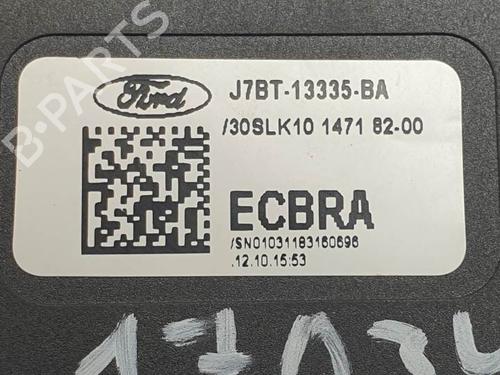 B-PARTS
Ford
J7BT-13335-BA
/30SLK10 1471 82-00
ECBRA
/SN01031183160696
.12.10.15:53